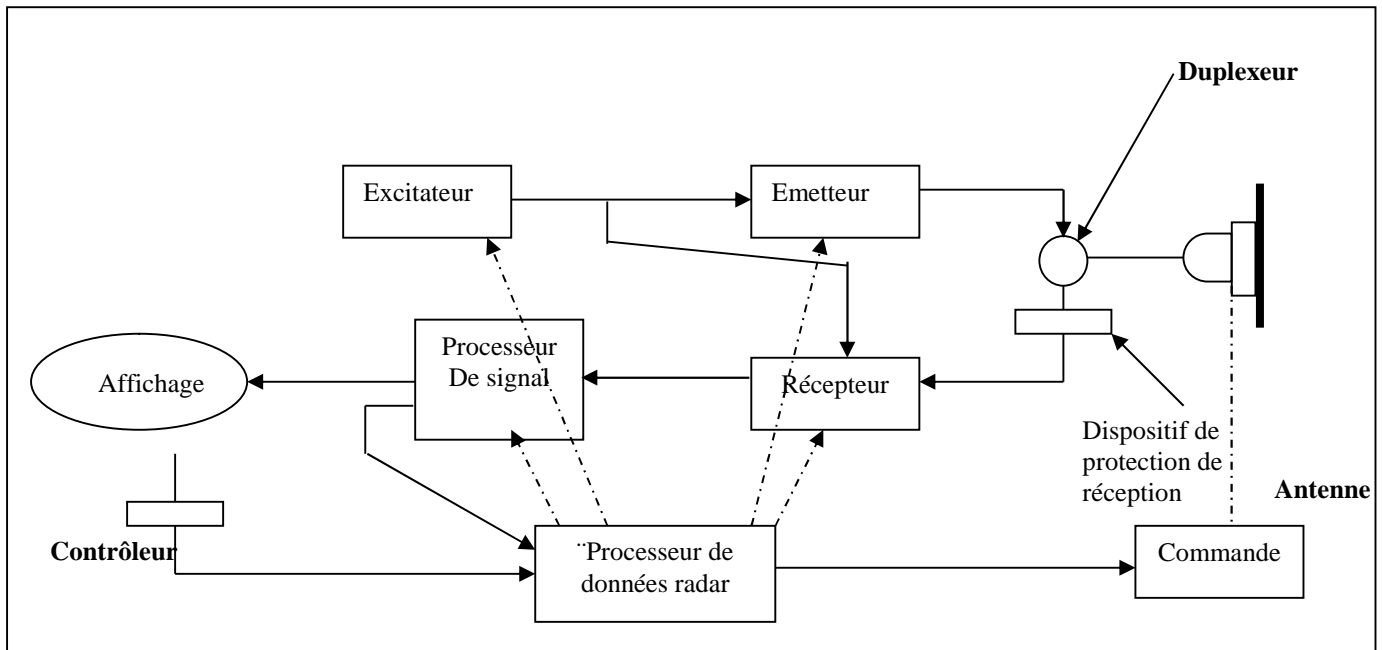 Duplexeur
Excitateur
Emetteur
Processeur
De signal
Affichage
Récepteur
Dispositif de
protection de
réception
Antenne
Contrôleur
¨Processeur de
données radar
Commande